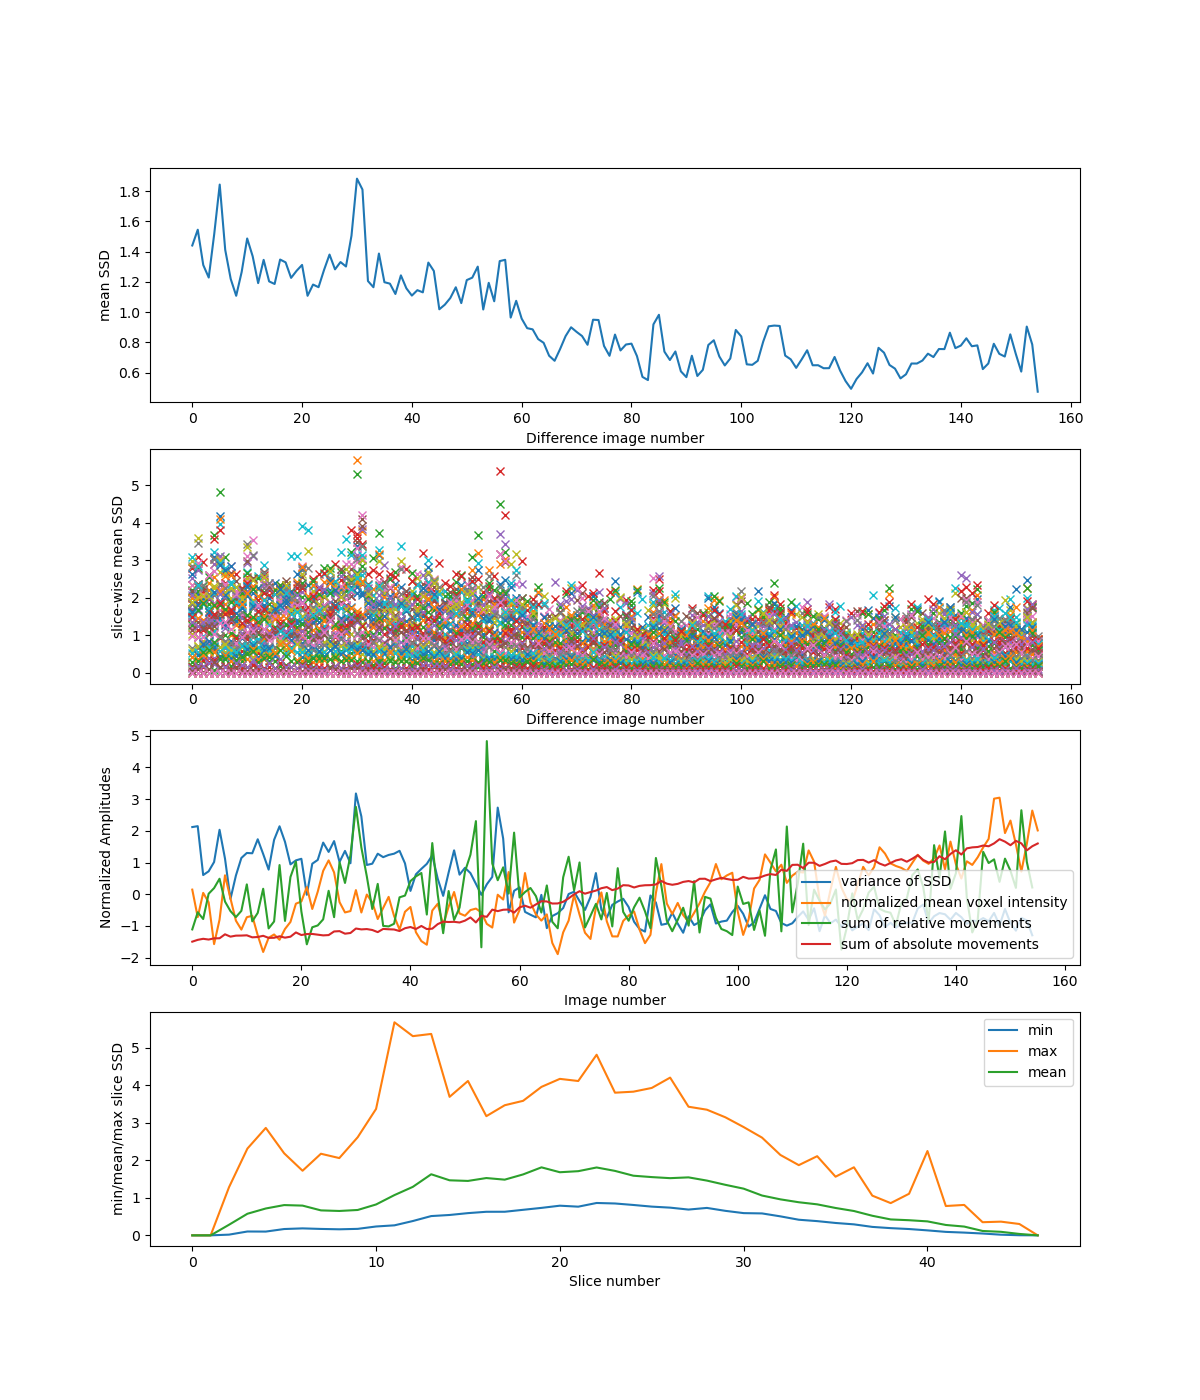 mean SSD
1.8
1.6
1.4
1.2
1.0
0.8
0.6
0 20 40 60 80 100 120 140 160
Difference image number
slice-wise mean SSD
5
4
3
2
1
0
0 20 40 60 80 100 120 140 160
Difference image number
Normalized Amplitudes
5
4
3
2
1
0
−1
−2
variance of SSD
normalized mean voxel intensity
sum of relative movements
sum of absolute movements
0 20 40 60 80 100 120 140 160
Image number
min/mean/max slice SSD
5
4
3
2
1
0
min
max
mean
0 10 20 30 40
Slice number